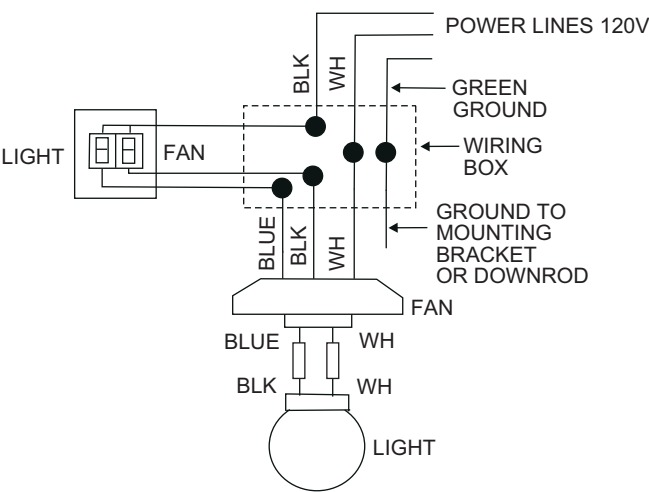 POWER LINES 120V
BLK
WH
GREEN
GROUND
LIGHT
FAN
WIRING
BOX
GROUND TO
MOUNTING
BRACKET
OR DOWNROD
BLUE
BLK
WH
FAN
BLUE
WH
BLK
WH
LIGHT